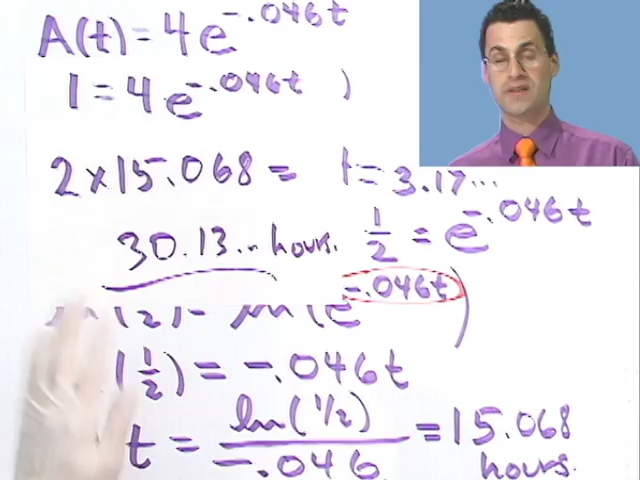 A(t) = 4e^-.046t
1 = 4e^-.046t )
2 × 15.068 = t = 3.17...
30.13... hours. 1/2 = e^-.046t
-.046t )
(1/2) = -.046t
t = ln(1/2) / -.046 = 15.068 hours.